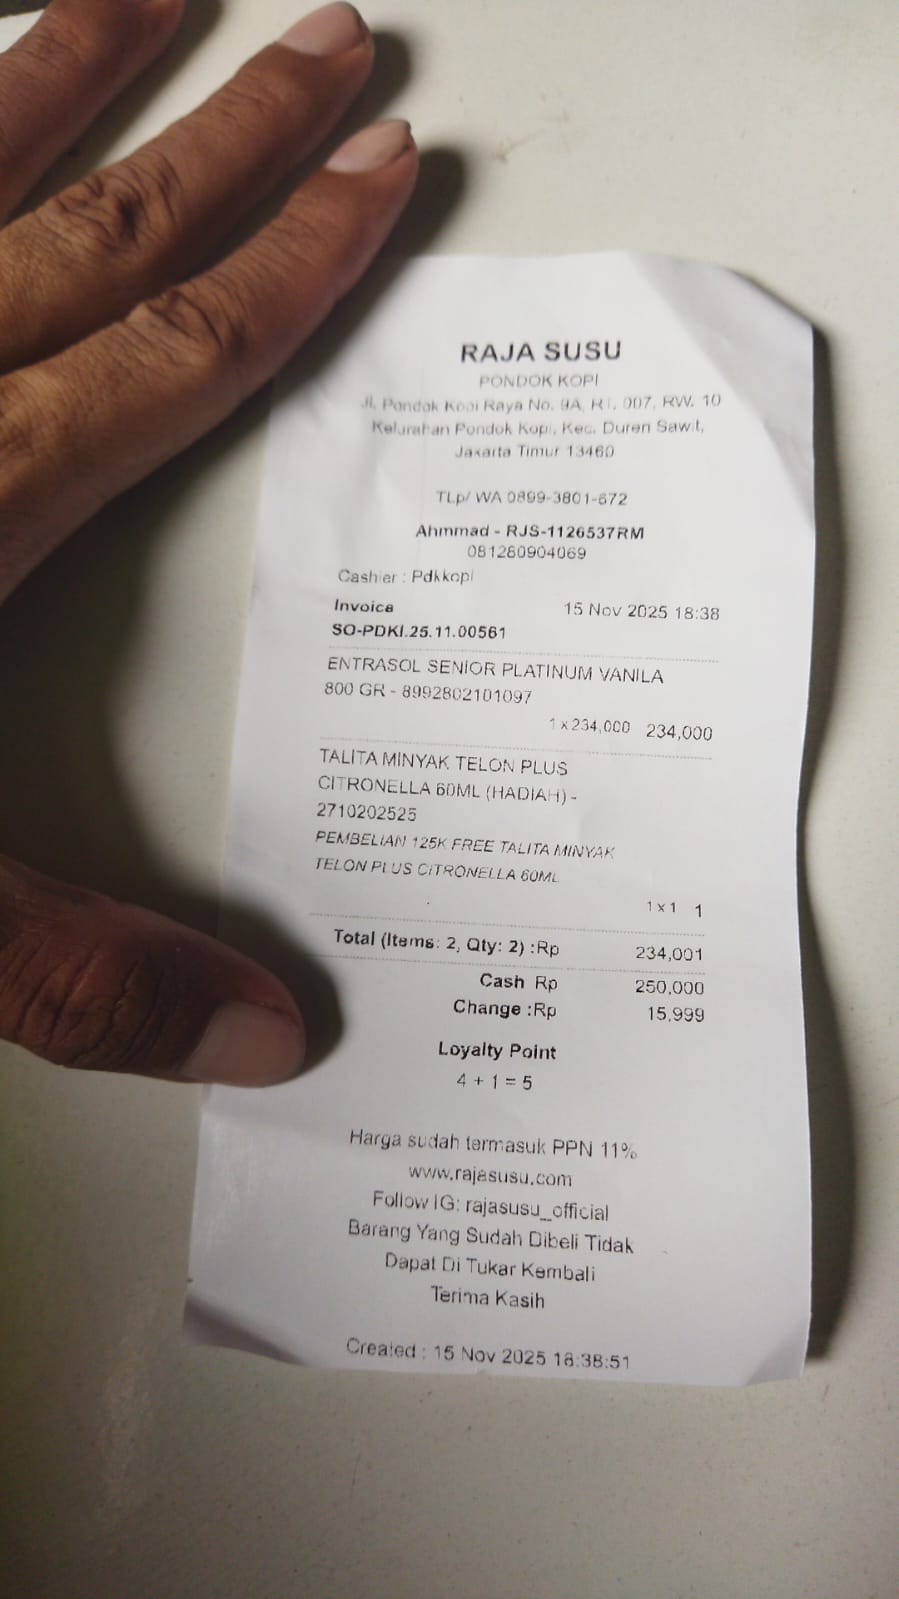 RAJA SUSU
PONDOK KOPI
Jl. Pondok Kopi Raya No. 9A, RT. 007, RW. 10
Kelurahan Pondok Kopi, Kec. Duren Sawit,
Jakarta Timur 13460
TLp/ WA 0899-3801-672
Ahmmad - RJS-1126537RM
081280904069
Cashier : Pdkkopi
Invoice 15 Nov 2025 18:38
SO-PDKI.25.11.00561
ENTRASOL SENIOR PLATINUM VANILA
800 GR - 8992802101097
1 x 234,000 234,000
TALITA MINYAK TELON PLUS
CITRONELLA 60ML (HADIAH) -
2710202525
PEMBELIAN 125K FREE TALITA MINYAK
TELON PLUS CITRONELLA 60ML
1 x 1 1
Total (Items: 2, Qty: 2) :Rp 234,001
Cash Rp 250,000
Change :Rp 15,999
Loyalty Point
4 + 1 = 5
Harga sudah termasuk PPN 11%
www.rajasusu.com
Follow IG: rajasusu_official
Barang Yang Sudah Dibeli Tidak
Dapat Di Tukar Kembali
Terima Kasih
Created : 15 Nov 2025 18:38:51